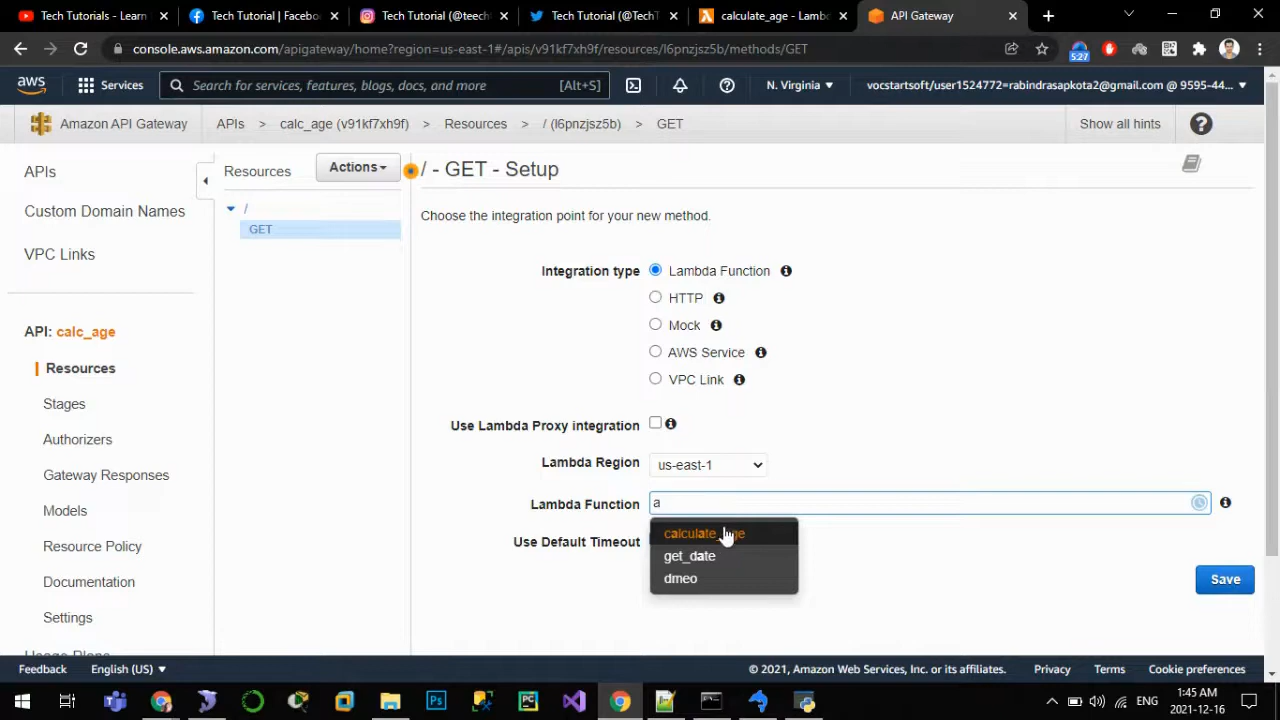 Tech Tutorials - Learn
Tech Tutorial | Facebo
Tech Tutorial (@teech
Tech Tutorial (@TechT
calculate_age - Lambd
API Gateway
console.aws.amazon.com/apigateway/home?region=us-east-1#/apis/v91kf7xh9f/resources/l6pnzjsz5b/methods/GET
5:27
aws Services Search for services, features, blogs, docs, and more [Alt+S] N. Virginia vocstartsoft/user1524772=rabindrasapkota2@gmail.com @ 9595-44...
Amazon API Gateway APIs > calc_age (v91kf7xh9f) > Resources > / (l6pnzjsz5b) > GET Show all hints ?
APIs
Custom Domain Names
VPC Links
API: calc_age
Resources
Stages
Authorizers
Gateway Responses
Models
Resource Policy
Documentation
Settings
Resources Actions
/
GET
/ - GET - Setup
Choose the integration point for your new method.
Integration type Lambda Function
HTTP
Mock
AWS Service
VPC Link
Use Lambda Proxy integration
Lambda Region us-east-1
Lambda Function a
calculate_age
get_date
dmeo
Use Default Timeout
Save
Feedback English (US) © 2021, Amazon Web Services, Inc. or its affiliates. Privacy Terms Cookie preferences
ENG
1:45 AM
2021-12-16